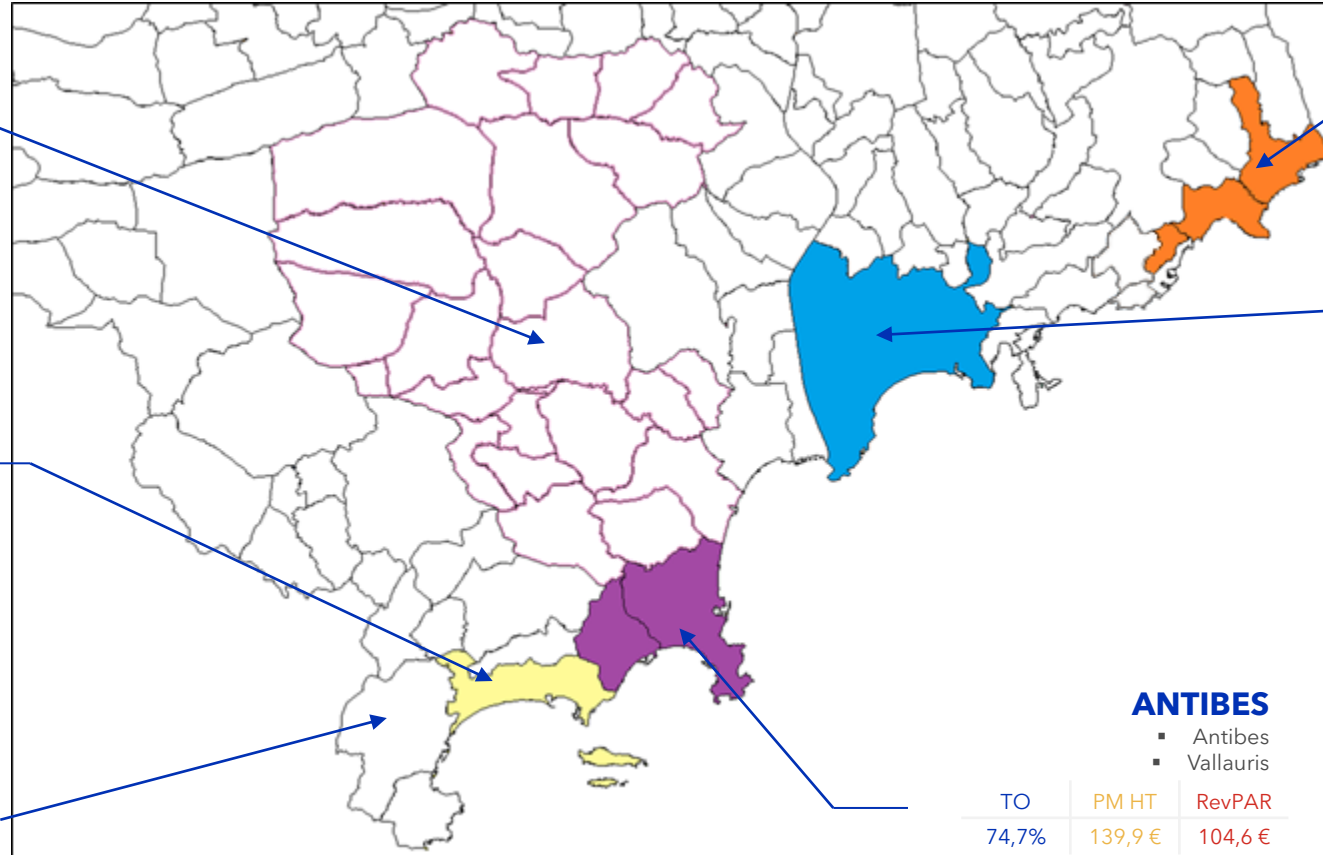 ANTIBES
▪ Antibes
▪ Vallauris
TO PM HT RevPAR
74,7% 139,9 € 104,6 €